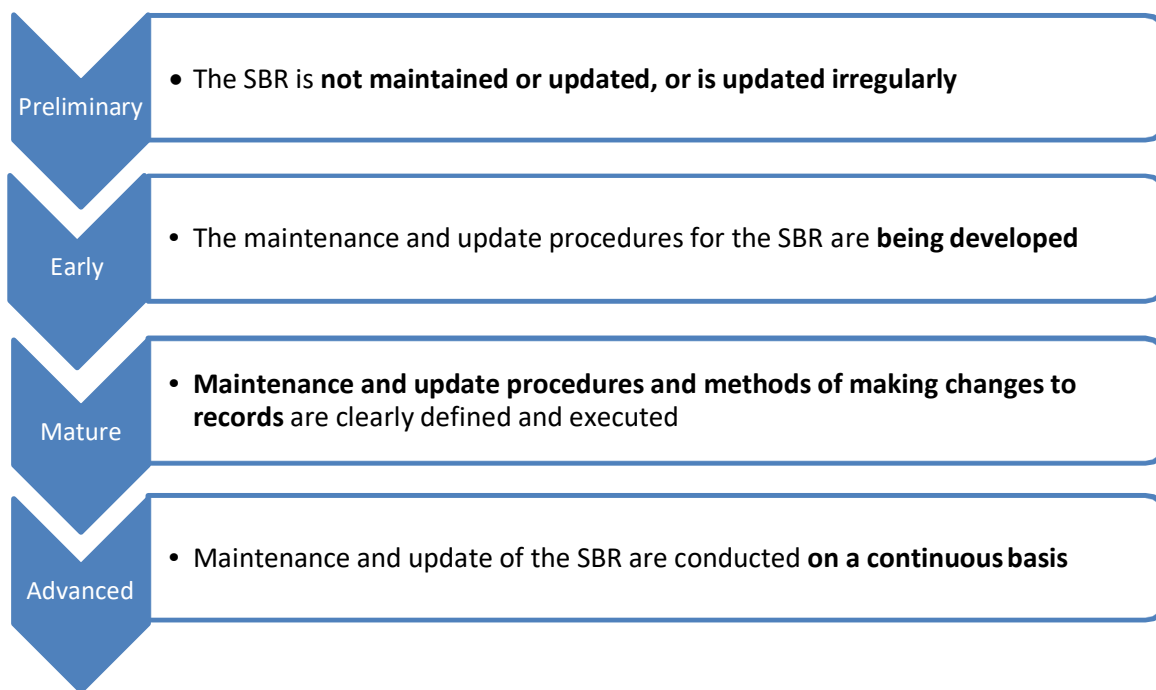 Preliminary
• The SBR is not maintained or updated, or is updated irregularly
Early
• The maintenance and update procedures for the SBR are being developed
Mature
• Maintenance and update procedures and methods of making changes to
records are clearly defined and executed
Advanced
• Maintenance and update of the SBR are conducted on a continuous basis